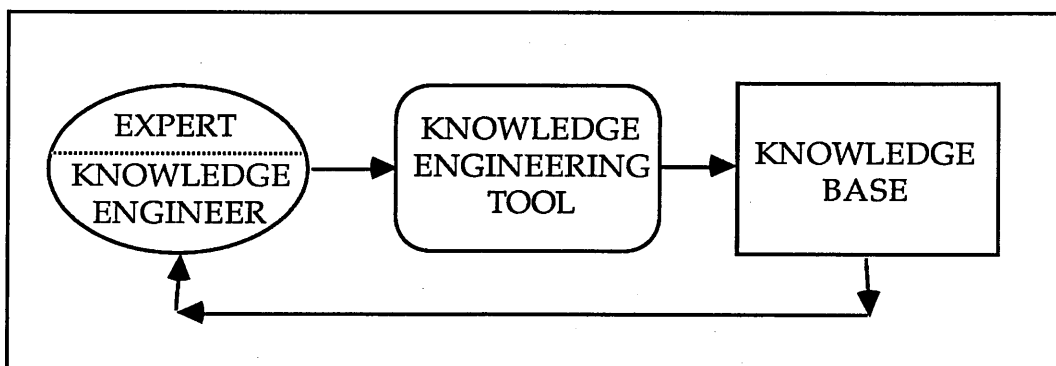 EXPERT
KNOWLEDGE
ENGINEER
KNOWLEDGE
ENGINEERING
TOOL
KNOWLEDGE
BASE